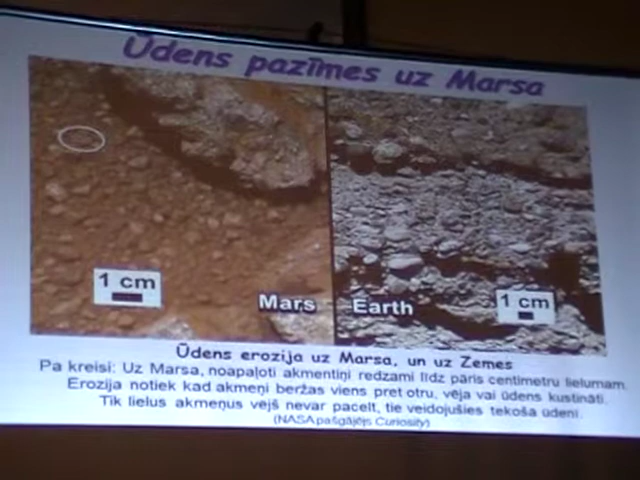 Ūdens pazīmes uz Marsa
1 cm
Mars
Earth
1 cm
Ūdens erozija uz Marsa, un uz Zemes
Pa kreisi: Uz Marsa, noapaļoti akmentiņi redzami līdz pāris centimetru lielumam.
Erozija notiek kad akmeņi beržas viens pret otru, vēja vai ūdens kustināti.
Tik lielus akmeņus vējš nevar pacelt, tie veidojušies tekošā ūdenī.
(NASA pašgājējs Curiosity)